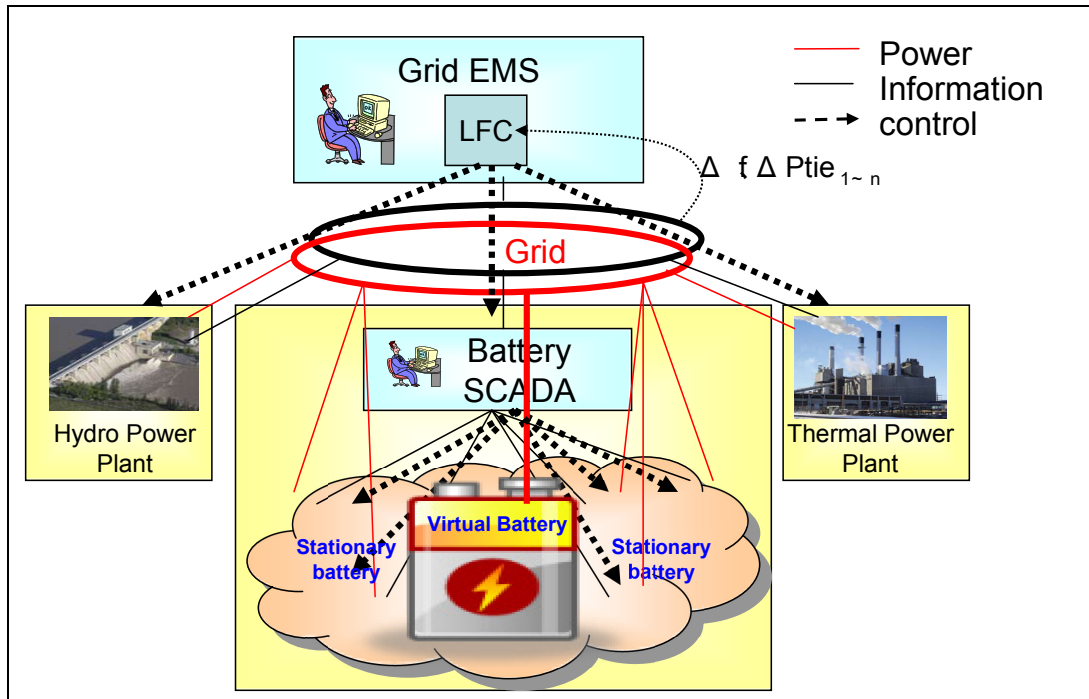 Grid EMS
LFC
Power
Information
control
Δ f, Δ Ptie 1~ n
Grid
Battery
SCADA
Hydro Power
Plant
Thermal Power
Plant
Virtual Battery
Stationary
battery
Stationary
battery